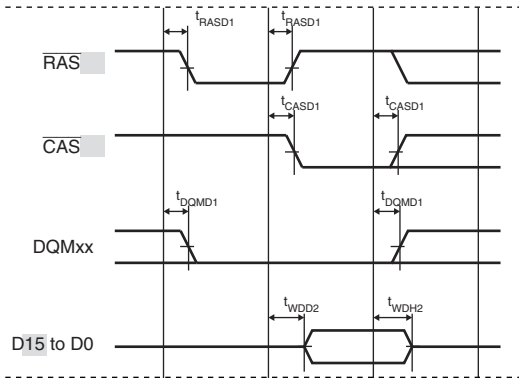 tRASD1 tRASD1
RAS
tCASD1 tCASD1
CAS
tDQMD1 tDQMD1
DQMxx
tWDD2 tWDH2
D15 to D0